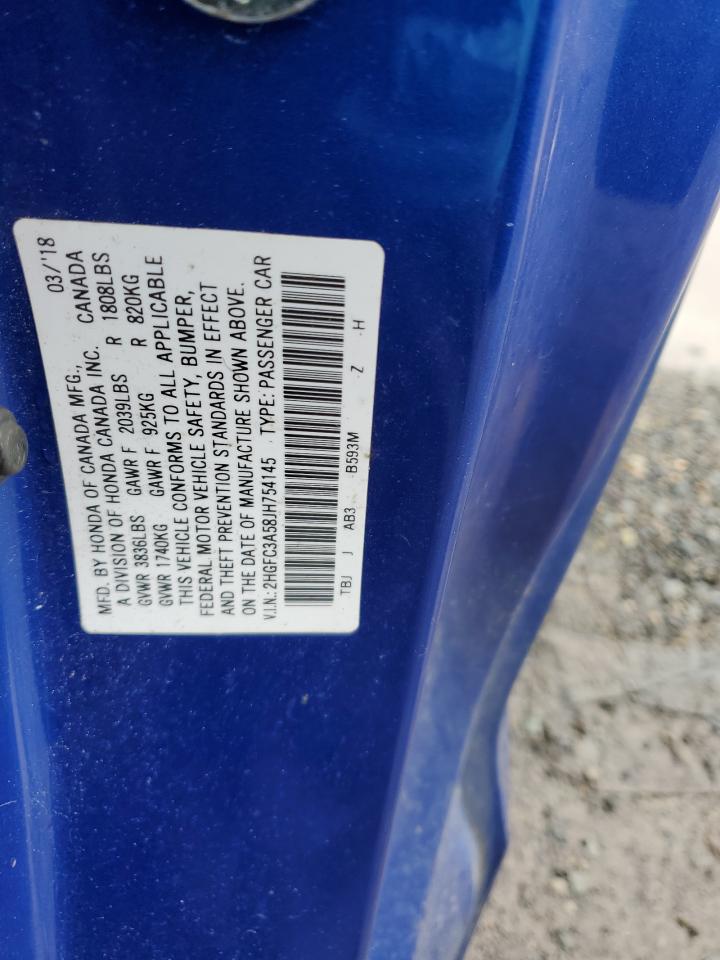 MFD. BY HONDA OF CANADA MFG., 03/'18
A DIVISION OF HONDA CANADA INC. CANADA
GVWR 3836LBS GAWR F 2039LBS R 1808LBS
GVWR 1740KG GAWR F 925KG R 820KG
THIS VEHICLE CONFORMS TO ALL APPLICABLE
FEDERAL MOTOR VEHICLE SAFETY, BUMPER,
AND THEFT PREVENTION STANDARDS IN EFFECT
ON THE DATE OF MANUFACTURE SHOWN ABOVE.
V.I.N.: 2HGFC3A58JH754145 TYPE: PASSENGER CAR
TBJ J AB3 -B593M -Z -H